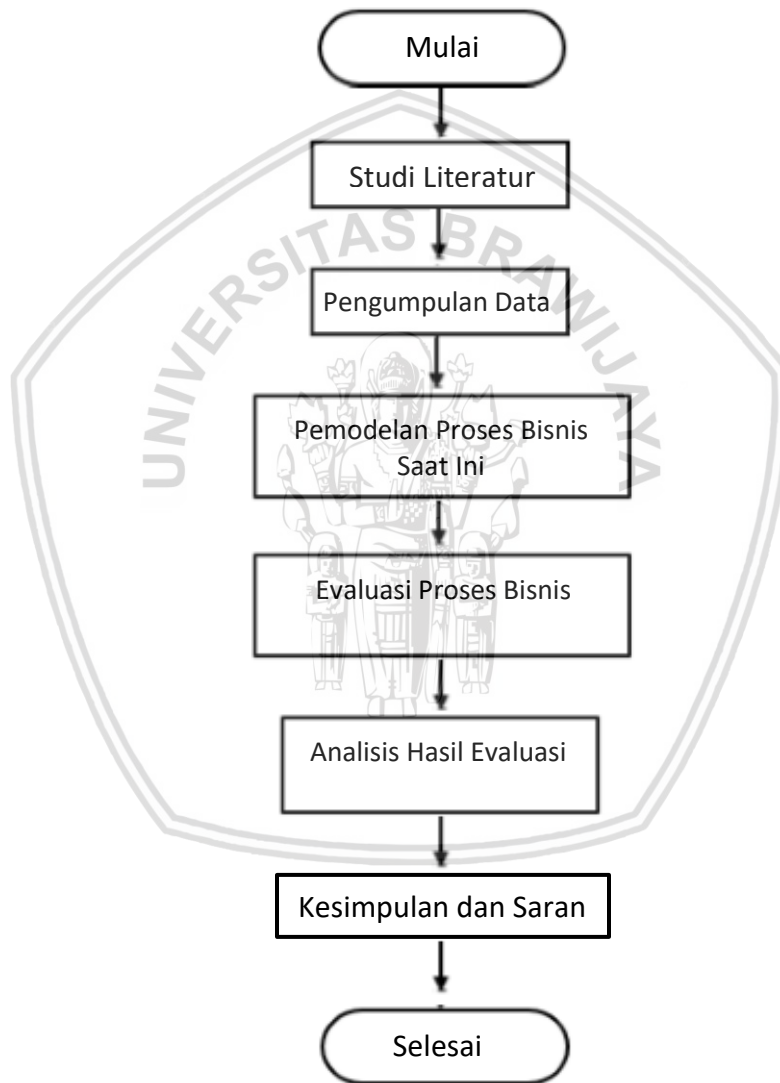 Mulai
Studi Literatur
UNIVERSITAS BRAWIJAYA
Pengumpulan Data
Pemodelan Proses Bisnis
Saat Ini
Evaluasi Proses Bisnis
Analisis Hasil Evaluasi
Kesimpulan dan Saran
Selesai